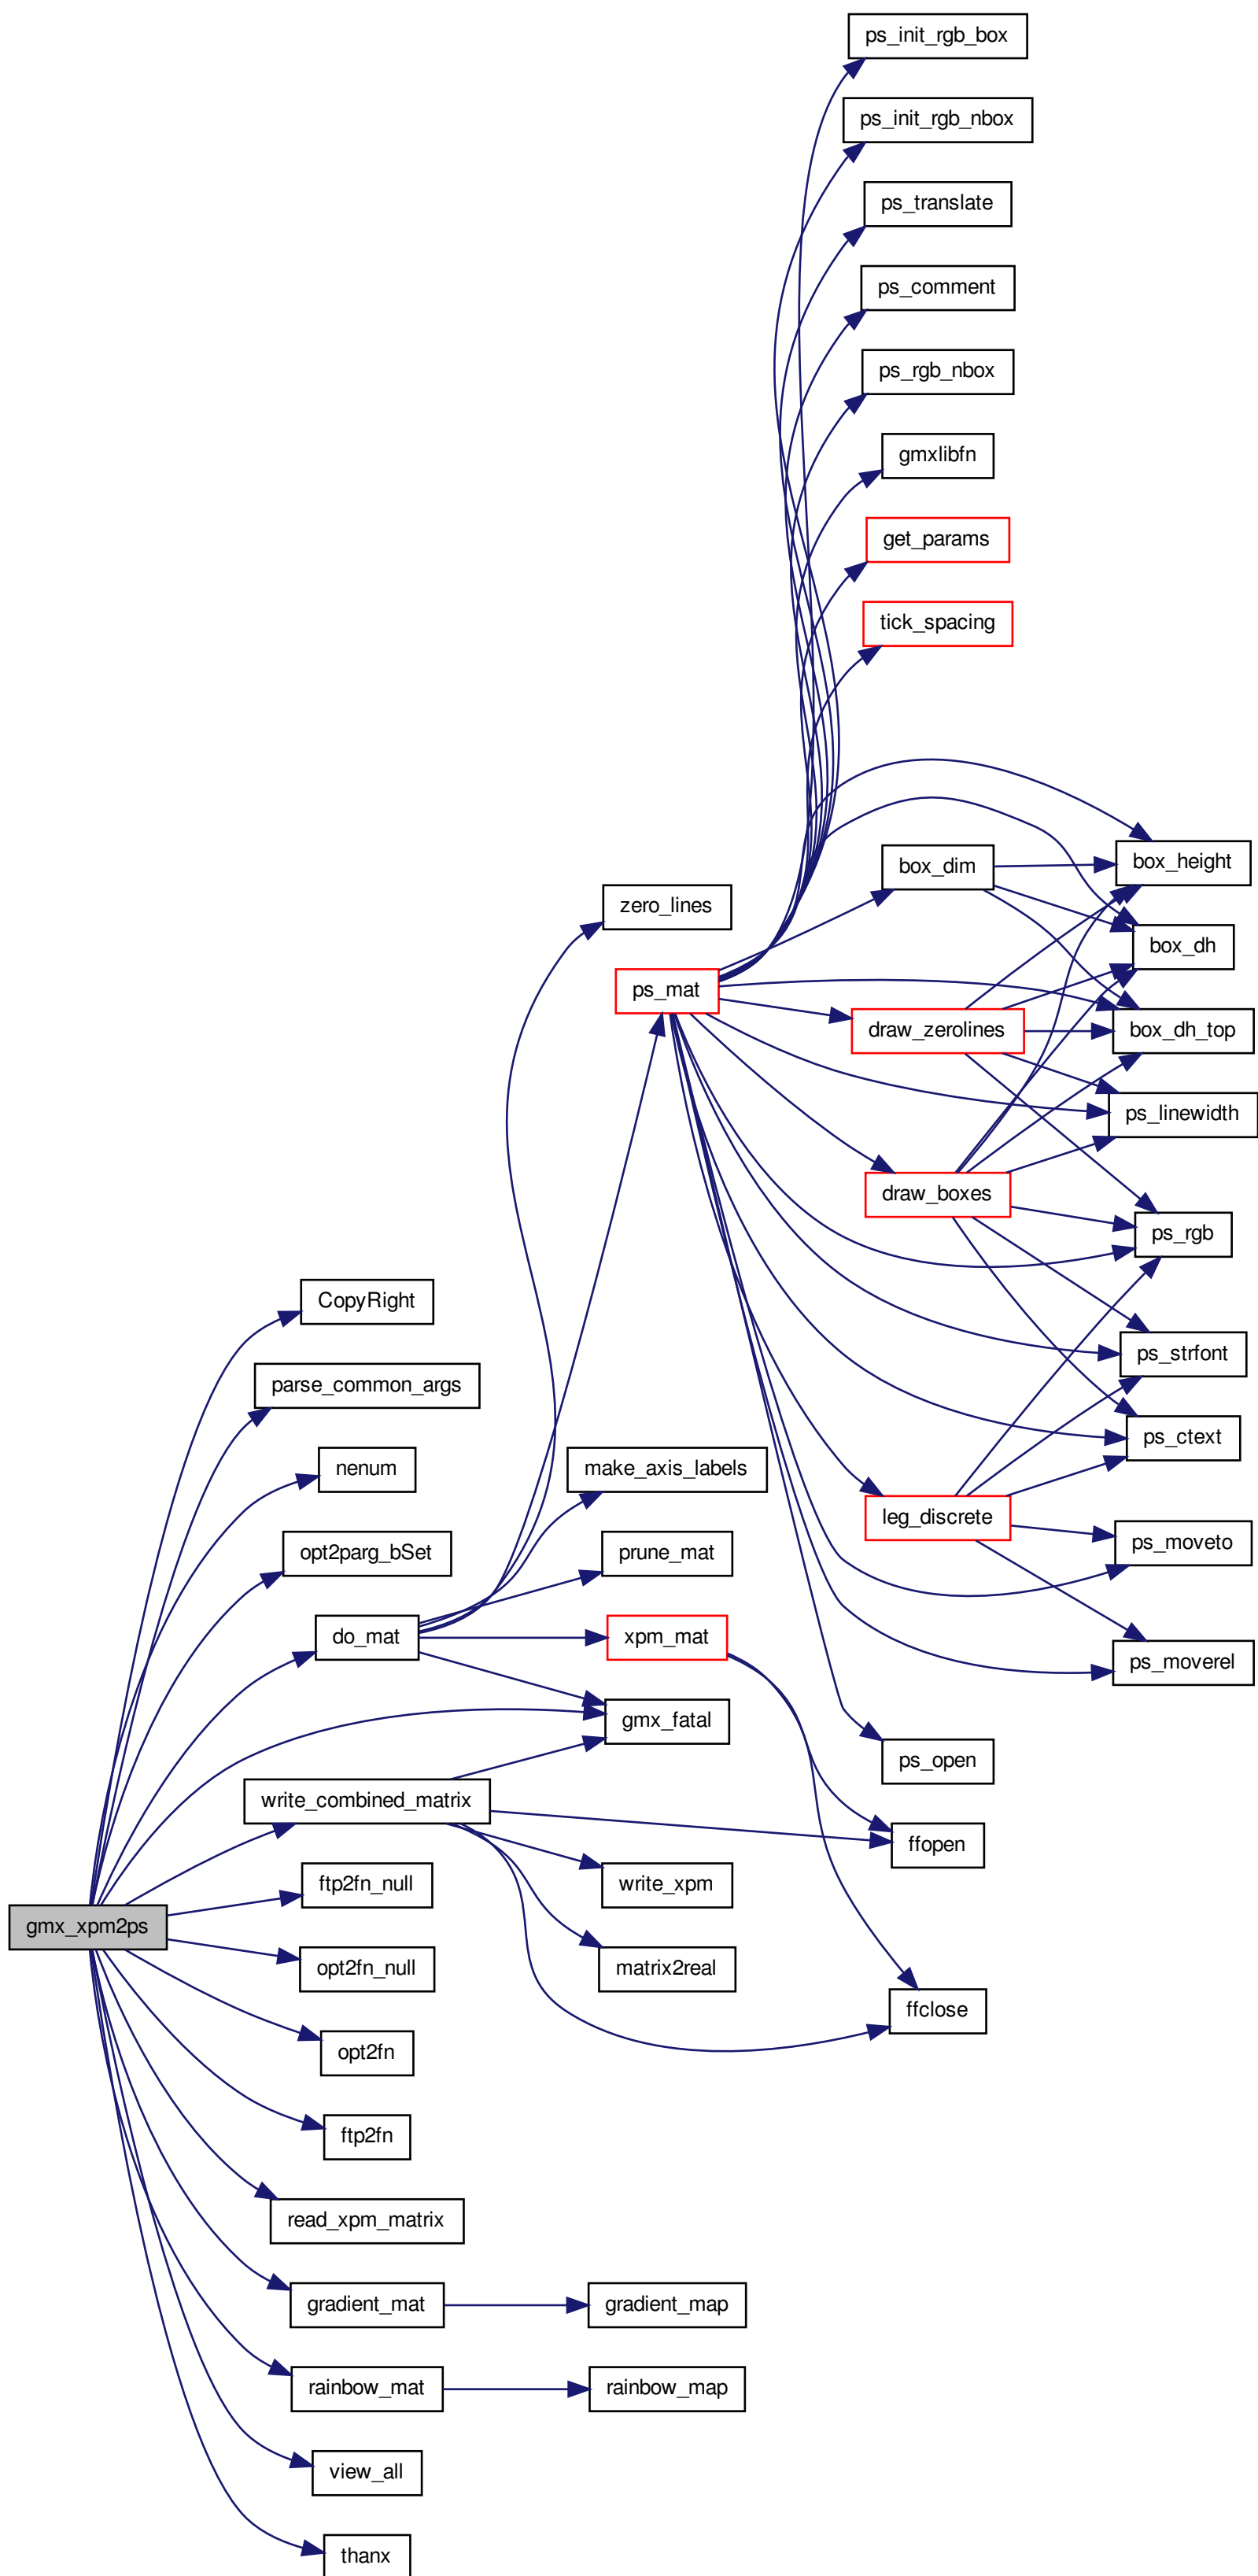 ps_init_rgb_box
ps_init_rgb_nbox
ps_translate
ps_comment
ps_rgb_nbox
gmxlibfn
get_params
tick_spacing
box_height
box_dim
zero_lines
box_dh
ps_mat
draw_zerolines
box_dh_top
ps_linewidth
draw_boxes
ps_rgb
CopyRight
ps_strfont
parse_common_args
ps_ctext
nenum
make_axis_labels
leg_discrete
ps_moveto
opt2parg_bSet
prune_mat
do_mat
xpm_mat
ps_moverel
gmx_fatal
ps_open
write_combined_matrix
ffopen
ftp2fn_null
write_xpm
gmx_xpm2ps
opt2fn_null
matrix2real
ffclose
opt2fn
ftp2fn
read_xpm_matrix
gradient_mat
gradient_map
rainbow_mat
rainbow_map
view_all
thanx